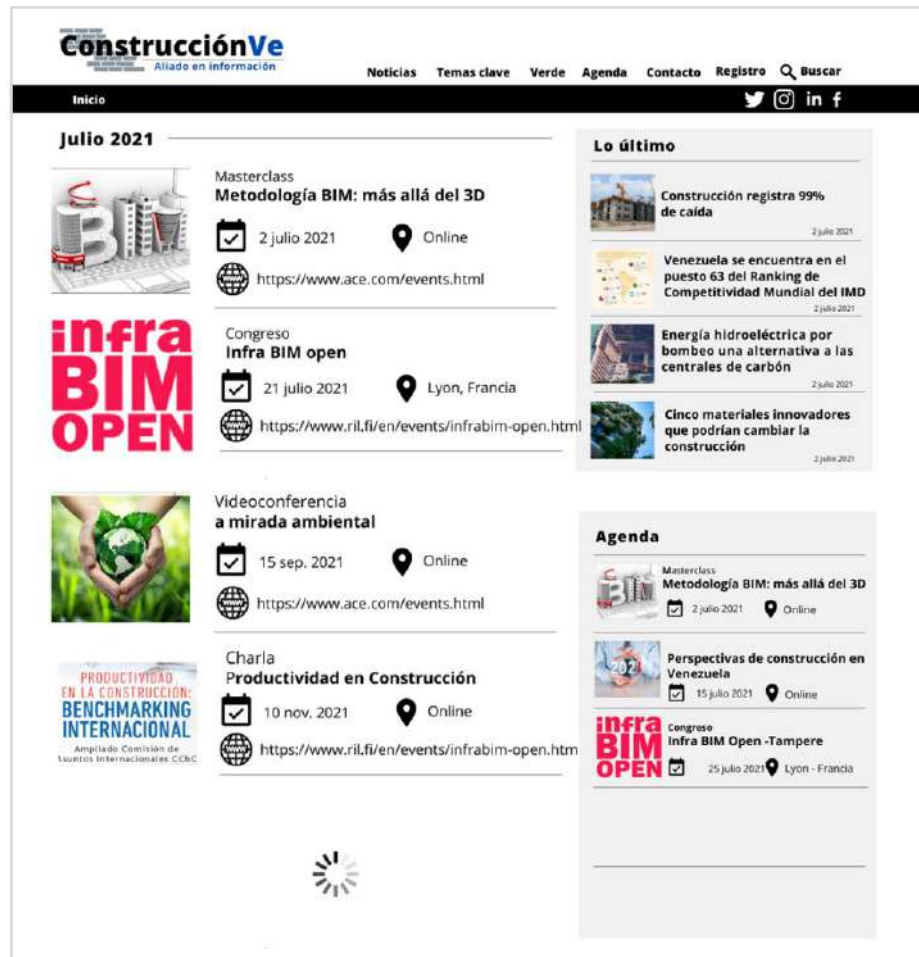 ConstrucciónVe
Aliado en información
Noticias Temas clave Verde Agenda Contacto Registro Buscar
Inicio
Julio 2021
BIM
Masterclass
Metodología BIM: más allá del 3D
2 julio 2021 Online
https://www.ace.com/events.html
infra
BIM
OPEN
Congreso
Infra BIM open
21 julio 2021 Lyon, Francia
https://www.ril.fi/en/events/infrabim-open.html
Videoconferencia
a mirada ambiental
15 sep. 2021 Online
https://www.ace.com/events.html
PRODUCTIVIDAD
EN LA CONSTRUCCIÓN:
BENCHMARKING
INTERNACIONAL
Ampliado Comisión de
Asuntos Internacionales CChC
Charla
Productividad en Construcción
10 nov. 2021 Online
https://www.ril.fi/en/events/infrabim-open.htm
Lo último
Construcción registra 99%
de caída
2 julio 2021
Venezuela se encuentra en el
puesto 63 del Ranking de
Competitividad Mundial del IMD
2 julio 2021
Energía hidroeléctrica por
bombeo una alternativa a las
centrales de carbón
2 julio 2021
Cinco materiales innovadores
que podrían cambiar la
construcción
2 julio 2021
Agenda
BIM
Masterclass
Metodología BIM: más allá del 3D
2 julio 2021 Online
202
Perspectivas de construcción en
Venezuela
15 julio 2021 Online
infra
BIM
OPEN
Congreso
Infra BIM Open -Tampere
25 julio 2021 Lyon - Francia